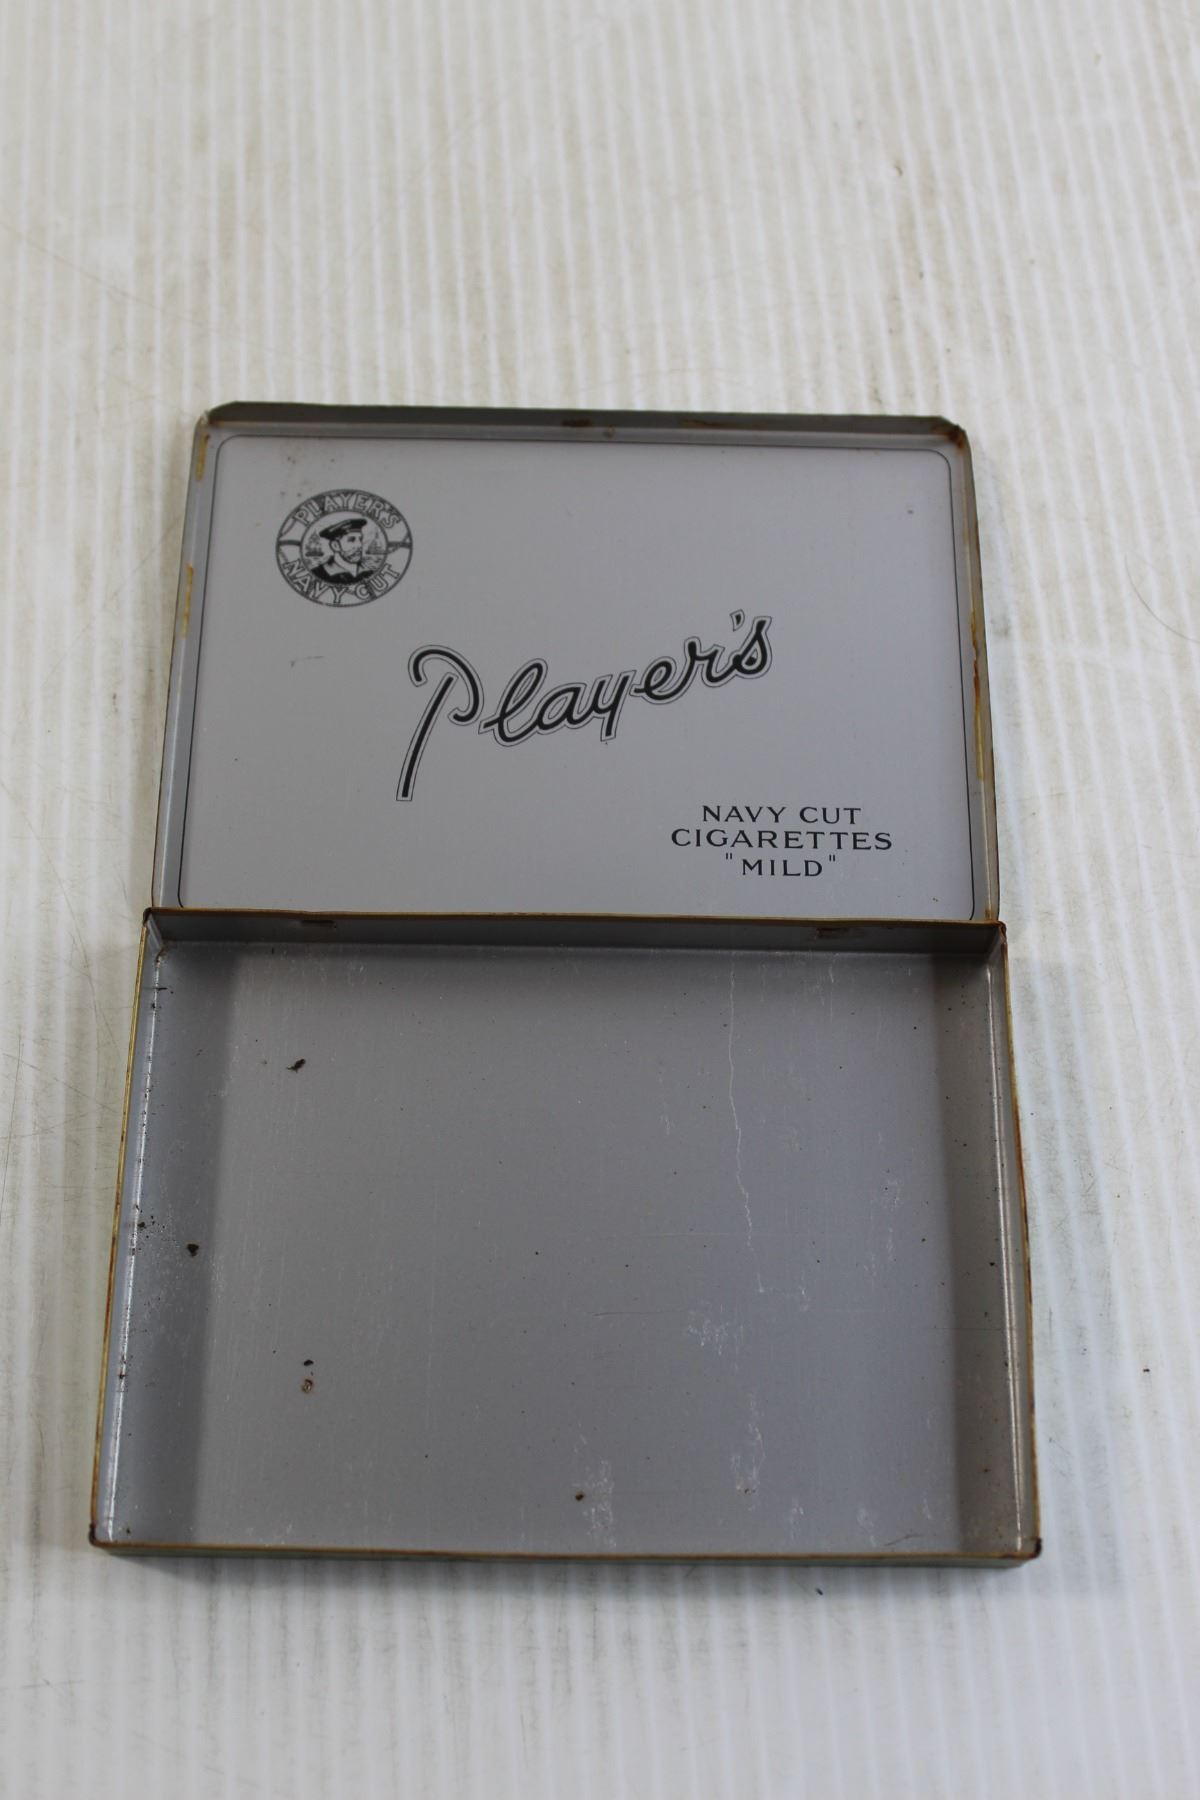 PLAYER'S
NAVY CUT
Player's
NAVY CUT
CIGARETTES
"MILD"